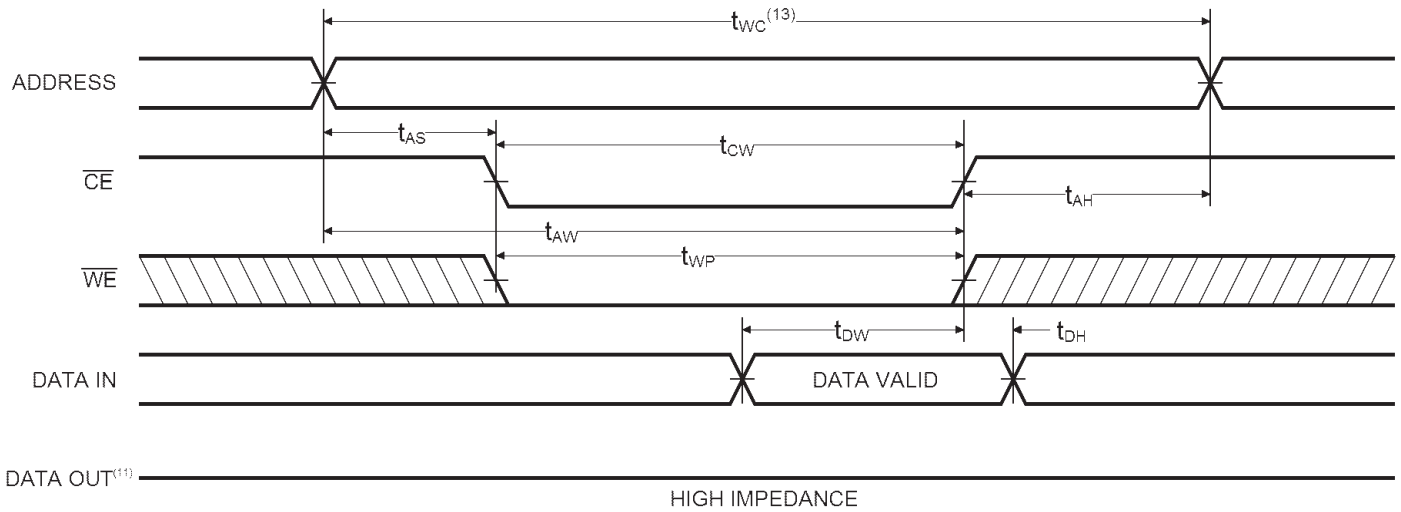 tWC(13)
ADDRESS
tAS
tCW
CE
tAH
tAW
tWP
WE
tDW
tDH
DATA IN
DATA VALID
DATA OUT(11)
HIGH IMPEDANCE